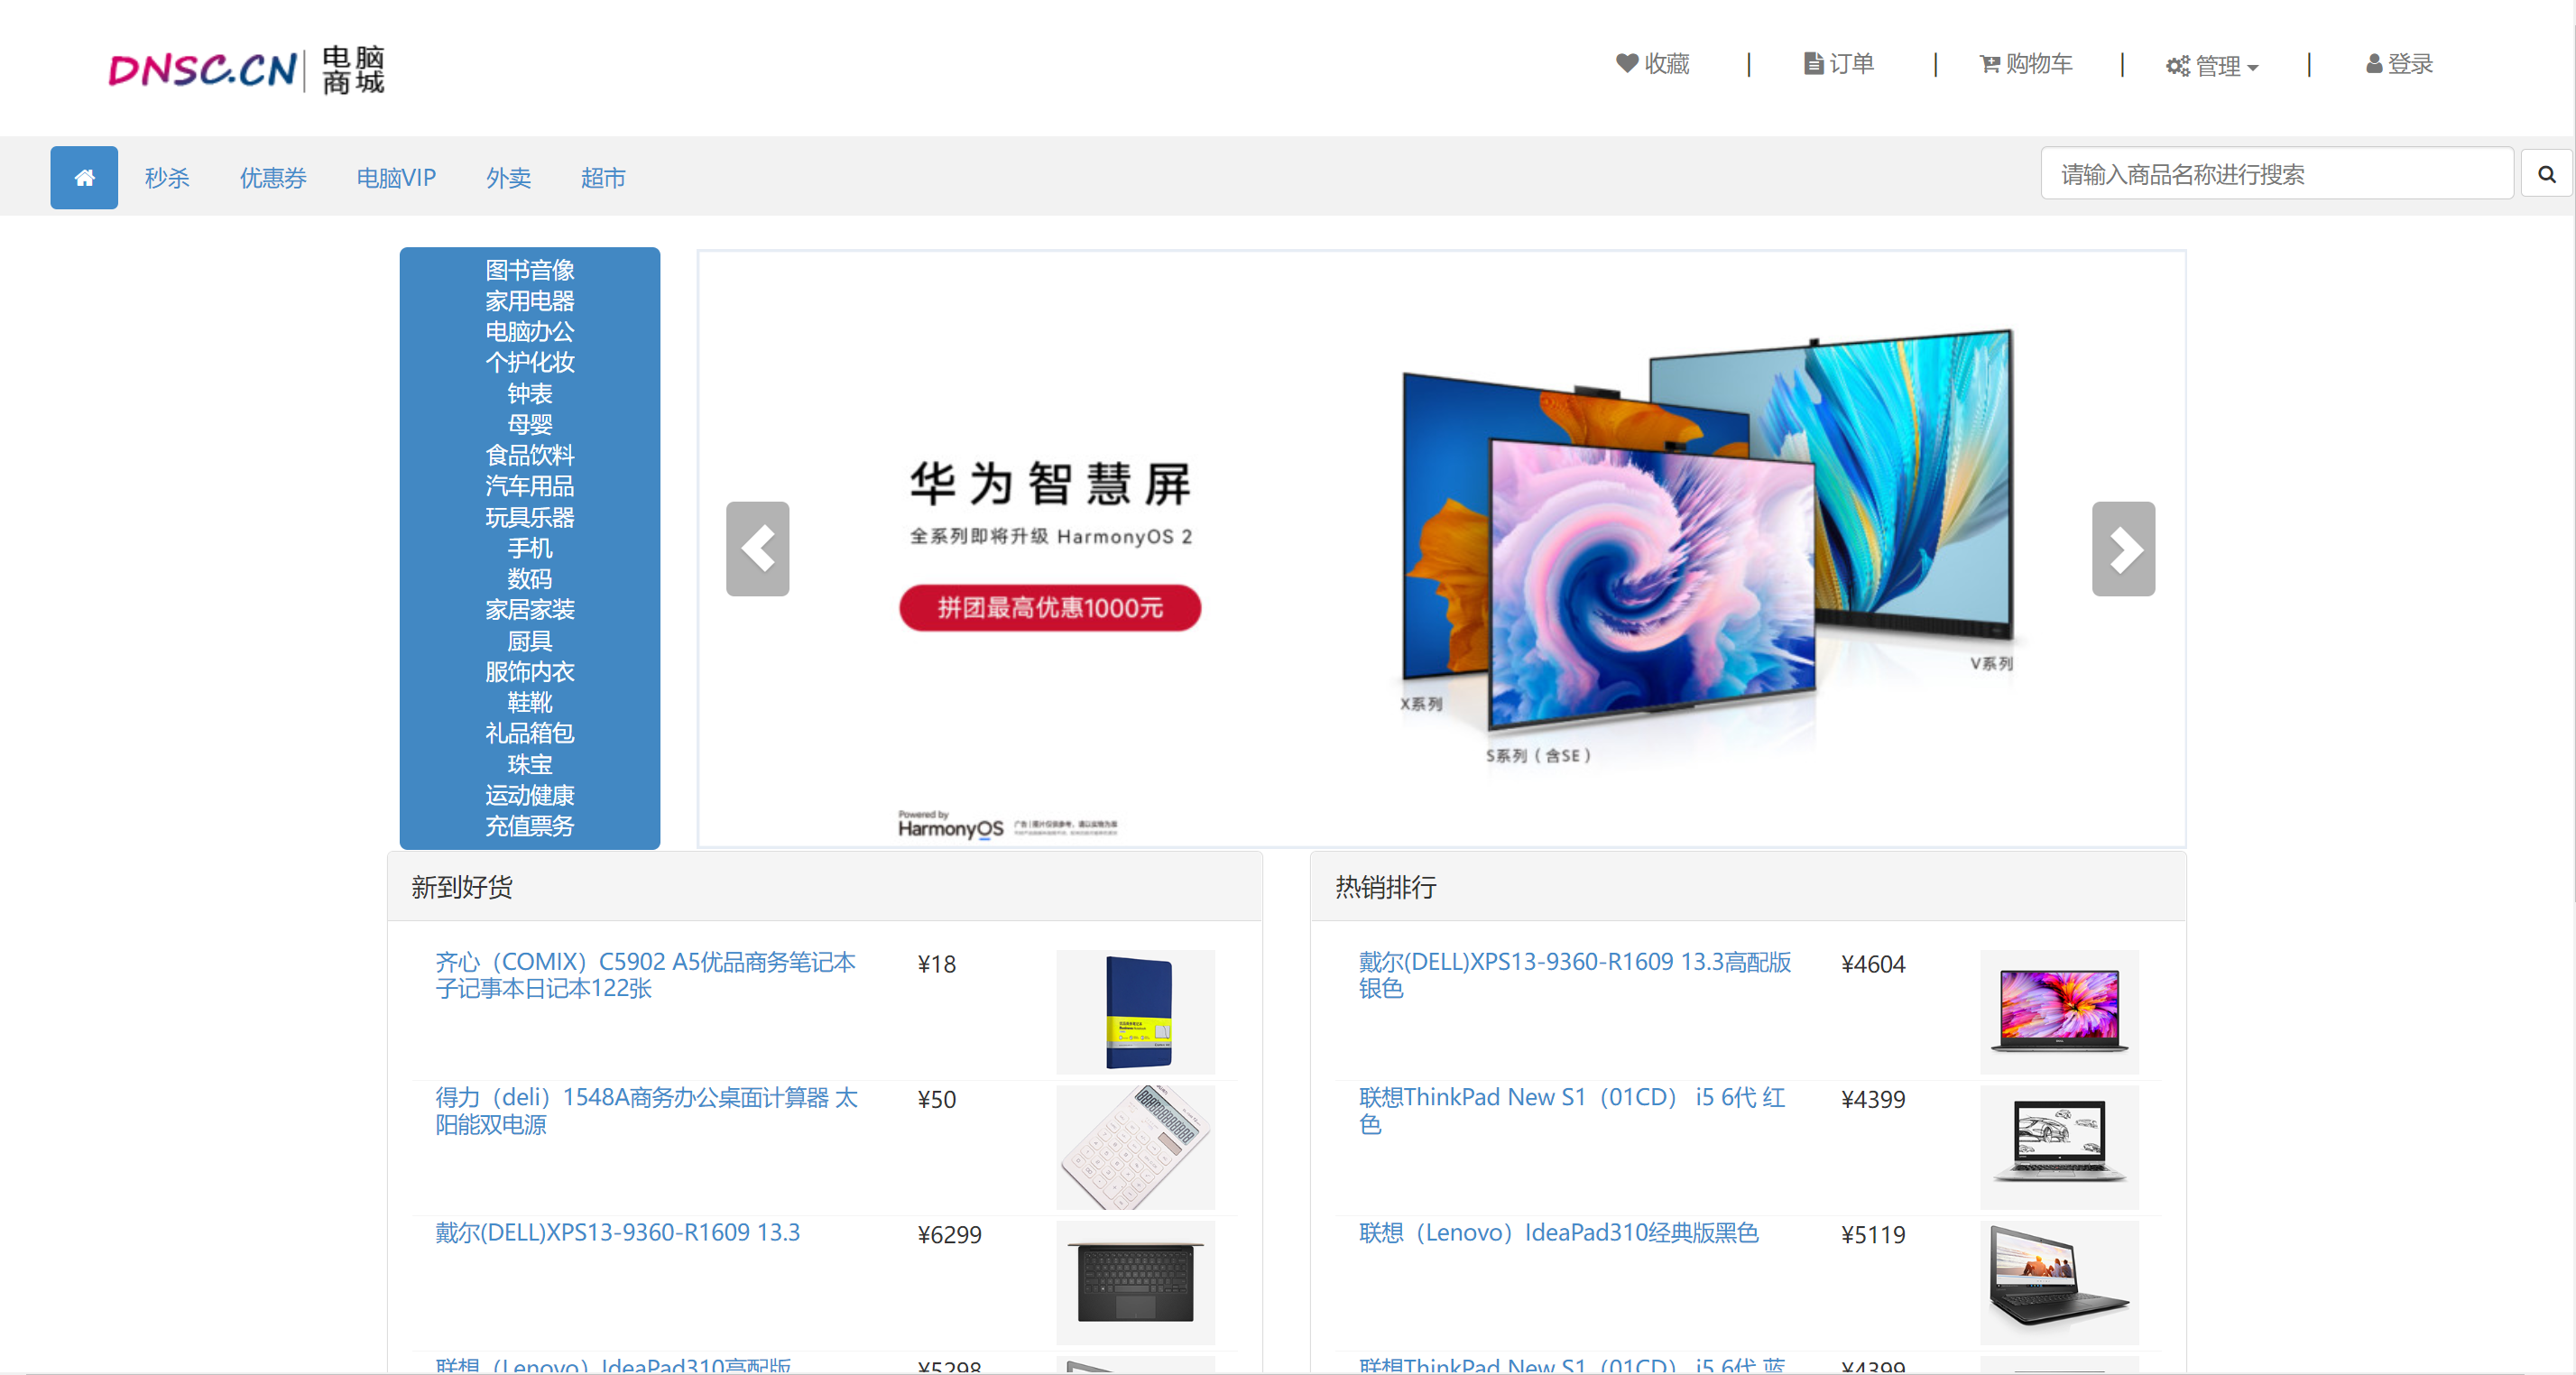 DNSC.CN
电脑
商城
收藏 | 订单 | 购物车 | 管理 | 登录
秒杀 优惠券 电脑VIP 外卖 超市
请输入商品名称进行搜索
图书音像
家用电器
电脑办公
个护化妆
钟表
母婴
食品饮料
汽车用品
玩具乐器
手机
数码
家居家装
厨具
服饰内衣
鞋靴
礼品箱包
珠宝
运动健康
充值票务
华为智慧屏
全系列即将升级 HarmonyOS 2
拼团最高优惠1000元
V系列
X系列
S系列（含SE）
Powered by
HarmonyOS
广告 | 图片仅供参考，请以实物为准
新到好货
齐心（COMIX）C5902 A5优品商务笔记本
子记事本日记本122张
¥18
得力（deli）1548A商务办公桌面计算器 太
阳能双电源
¥50
戴尔(DELL)XPS13-9360-R1609 13.3
¥6299
联想（Lenovo）IdeaPad310高配版
¥5298
热销排行
戴尔(DELL)XPS13-9360-R1609 13.3高配版
银色
¥4604
联想ThinkPad New S1（01CD） i5 6代 红
色
¥4399
联想（Lenovo）IdeaPad310经典版黑色
¥5119
联想ThinkPad New S1（01CD） i5 6代 蓝
¥4399